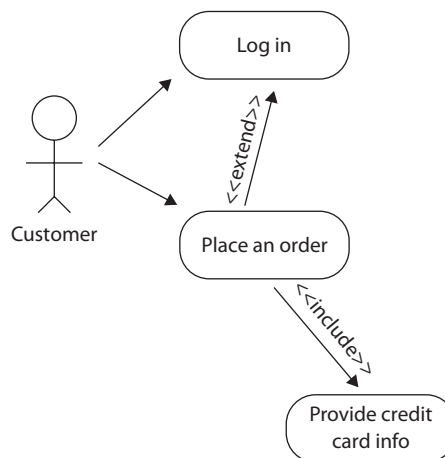 Log in
<<extend>>
Customer
Place an order
<<include>>
Provide credit
card info